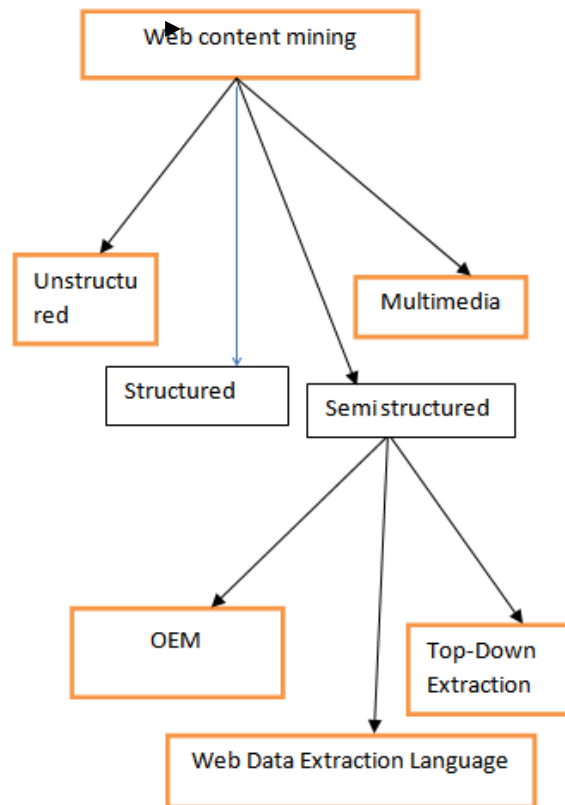 Web content mining
Unstructu
red
Multimedia
Structured
Semistructured
OEM
Top-Down
Extraction
Web Data Extraction Language